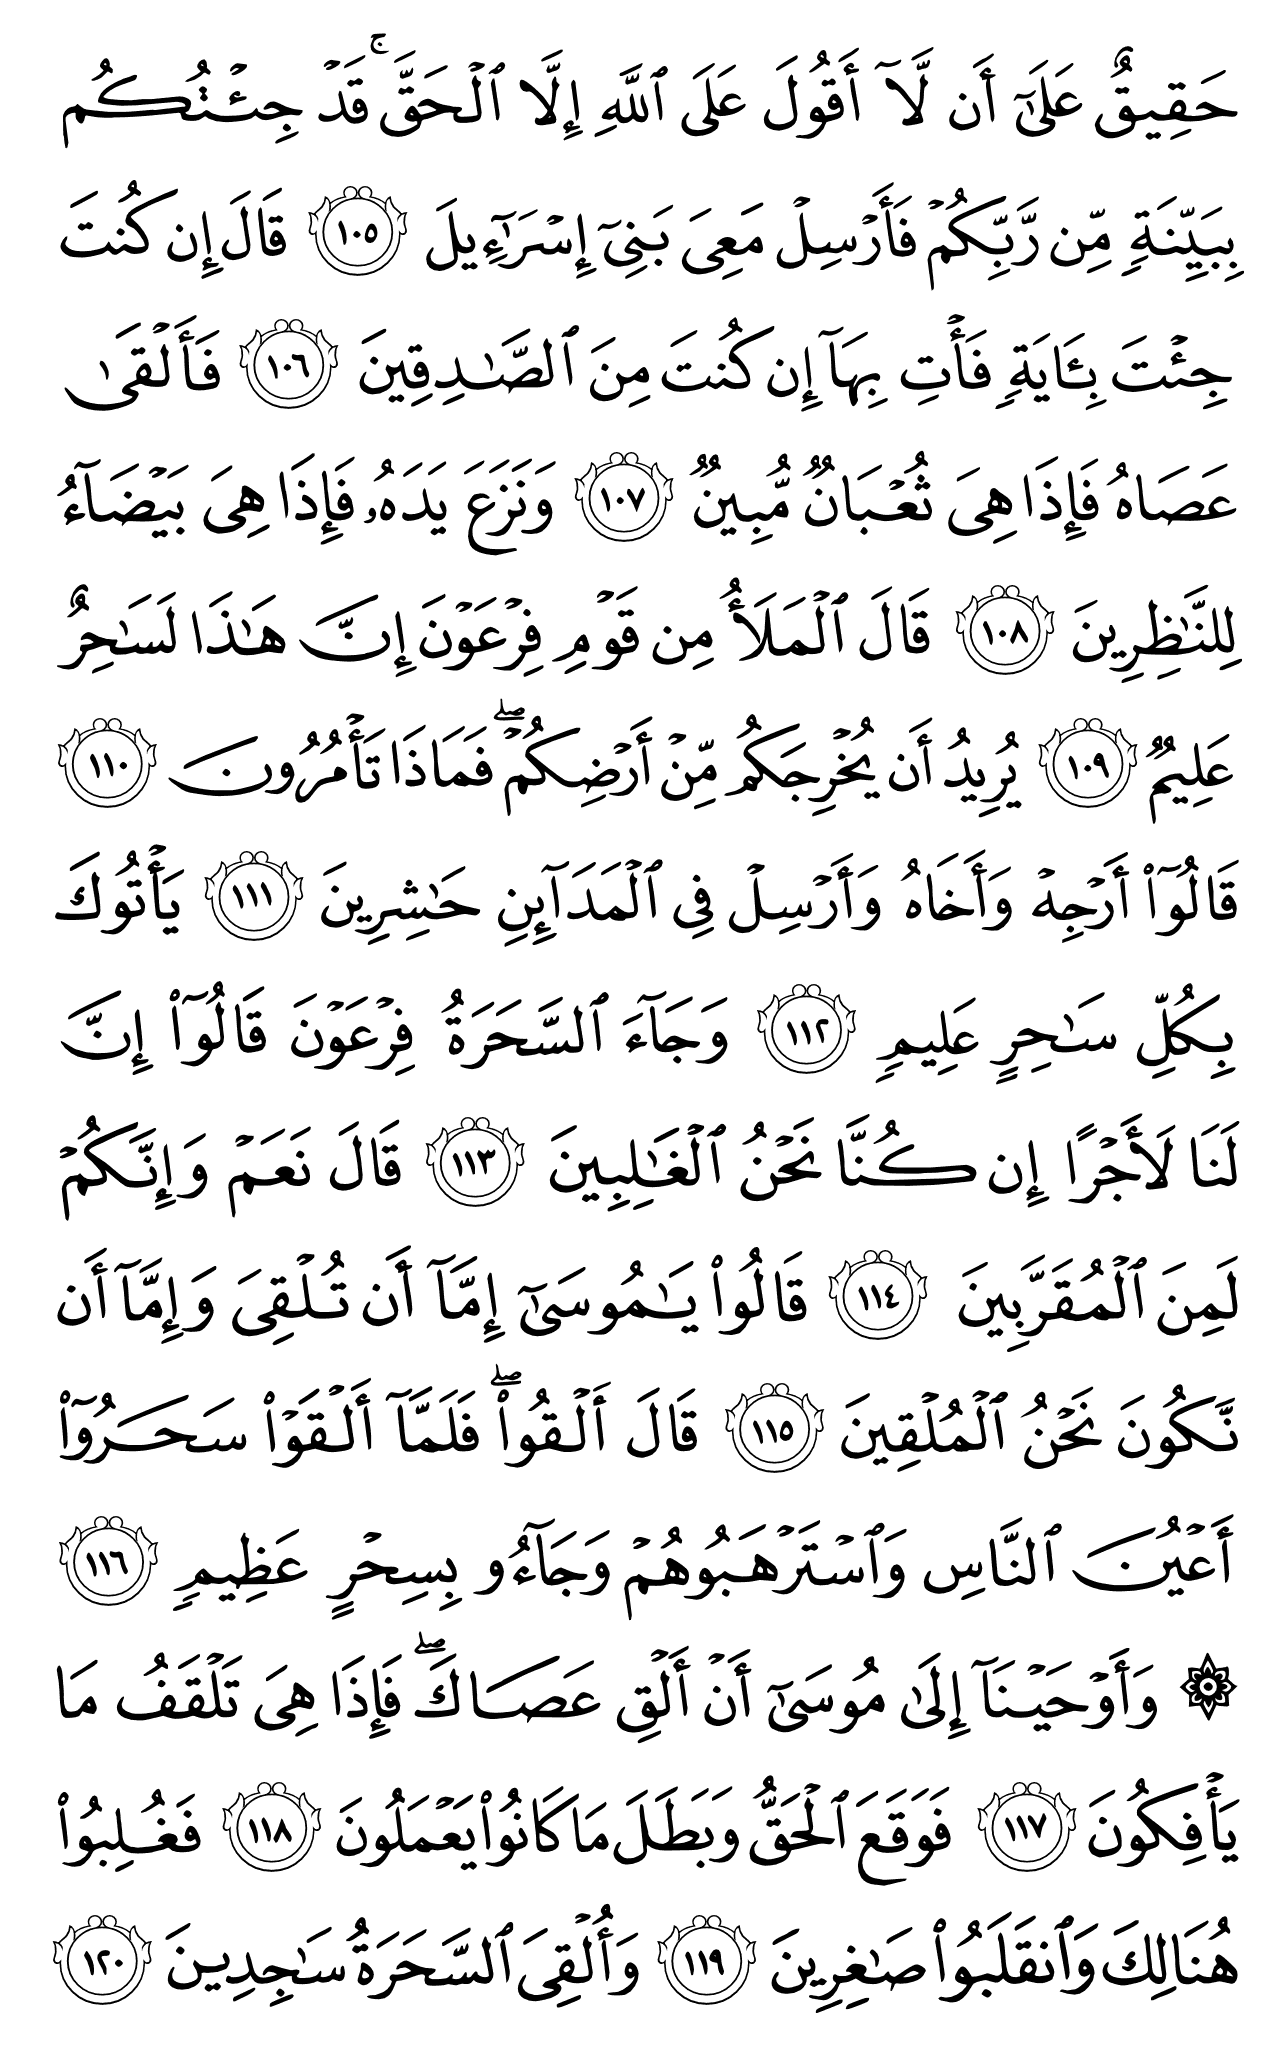 حَقِيقٌ عَلَىٰٓ أَن لَّآ أَقُولَ عَلَى ٱللَّهِ إِلَّا ٱلۡحَقَّۚ قَدۡ جِئۡتُكُم
بِبَيِّنَةٖ مِّن رَّبِّكُمۡ فَأَرۡسِلۡ مَعِيَ بَنِيٓ إِسۡرَٰٓءِيلَ ١٠٥ قَالَ إِن كُنتَ
جِئۡتَ بِـَٔايَةٖ فَأۡتِ بِهَآ إِن كُنتَ مِنَ ٱلصَّـٰدِقِينَ ١٠٦ فَأَلۡقَىٰ
عَصَاهُ فَإِذَا هِيَ ثُعۡبَانٞ مُّبِينٞ ١٠٧ وَنَزَعَ يَدَهُۥ فَإِذَا هِيَ بَيۡضَآءُ
لِلنَّـٰظِرِينَ ١٠٨ قَالَ ٱلۡمَلَأُ مِن قَوۡمِ فِرۡعَوۡنَ إِنَّ هَـٰذَا لَسَـٰحِرٌ
عَلِيمٞ ١٠٩ يُرِيدُ أَن يُخۡرِجَكُم مِّنۡ أَرۡضِكُمۡۖ فَمَاذَا تَأۡمُرُونَ ١١٠
قَالُوٓاْ أَرۡجِهۡ وَأَخَاهُ وَأَرۡسِلۡ فِي ٱلۡمَدَآئِنِ حَـٰشِرِينَ ١١١ يَأۡتُوكَ
بِكُلِّ سَـٰحِرٍ عَلِيمٖ ١١٢ وَجَآءَ ٱلسَّحَرَةُ فِرۡعَوۡنَ قَالُوٓاْ إِنَّ
لَنَا لَأَجۡرًا إِن كُنَّا نَحۡنُ ٱلۡغَـٰلِبِينَ ١١٣ قَالَ نَعَمۡ وَإِنَّكُمۡ
لَمِنَ ٱلۡمُقَرَّبِينَ ١١٤ قَالُواْ يَـٰمُوسَىٰٓ إِمَّآ أَن تُلۡقِيَ وَإِمَّآ أَن
نَّكُونَ نَحۡنُ ٱلۡمُلۡقِينَ ١١٥ قَالَ أَلۡقُواْۖ فَلَمَّآ أَلۡقَوۡاْ سَحَرُوٓاْ
أَعۡيُنَ ٱلنَّاسِ وَٱسۡتَرۡهَبُوهُمۡ وَجَآءُو بِسِحۡرٍ عَظِيمٖ ١١٦
۞ وَأَوۡحَيۡنَآ إِلَىٰ مُوسَىٰٓ أَنۡ أَلۡقِ عَصَاكَۖ فَإِذَا هِيَ تَلۡقَفُ مَا
يَأۡفِكُونَ ١١٧ فَوَقَعَ ٱلۡحَقُّ وَبَطَلَ مَا كَانُواْ يَعۡمَلُونَ ١١٨ فَغُلِبُواْ
هُنَالِكَ وَٱنقَلَبُواْ صَـٰغِرِينَ ١١٩ وَأُلۡقِيَ ٱلسَّحَرَةُ سَـٰجِدِينَ ١٢٠